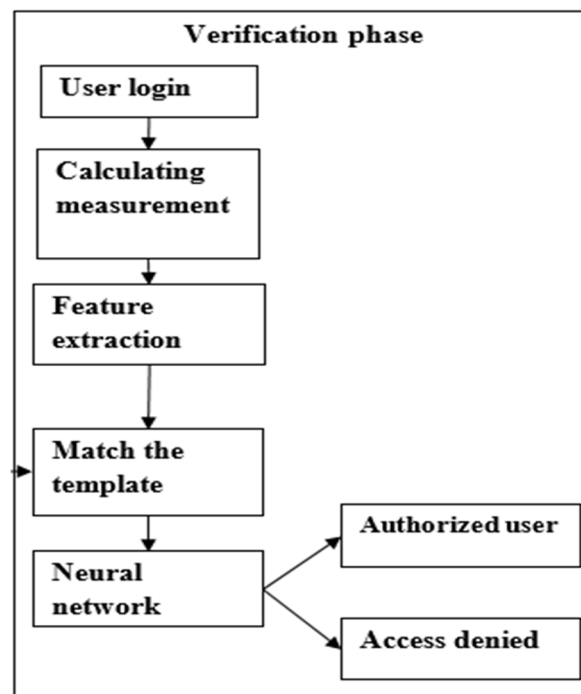 Verification phase
User login
Calculating
measurement
Feature
extraction
Match the
template
Neural
network
Authorized user
Access denied